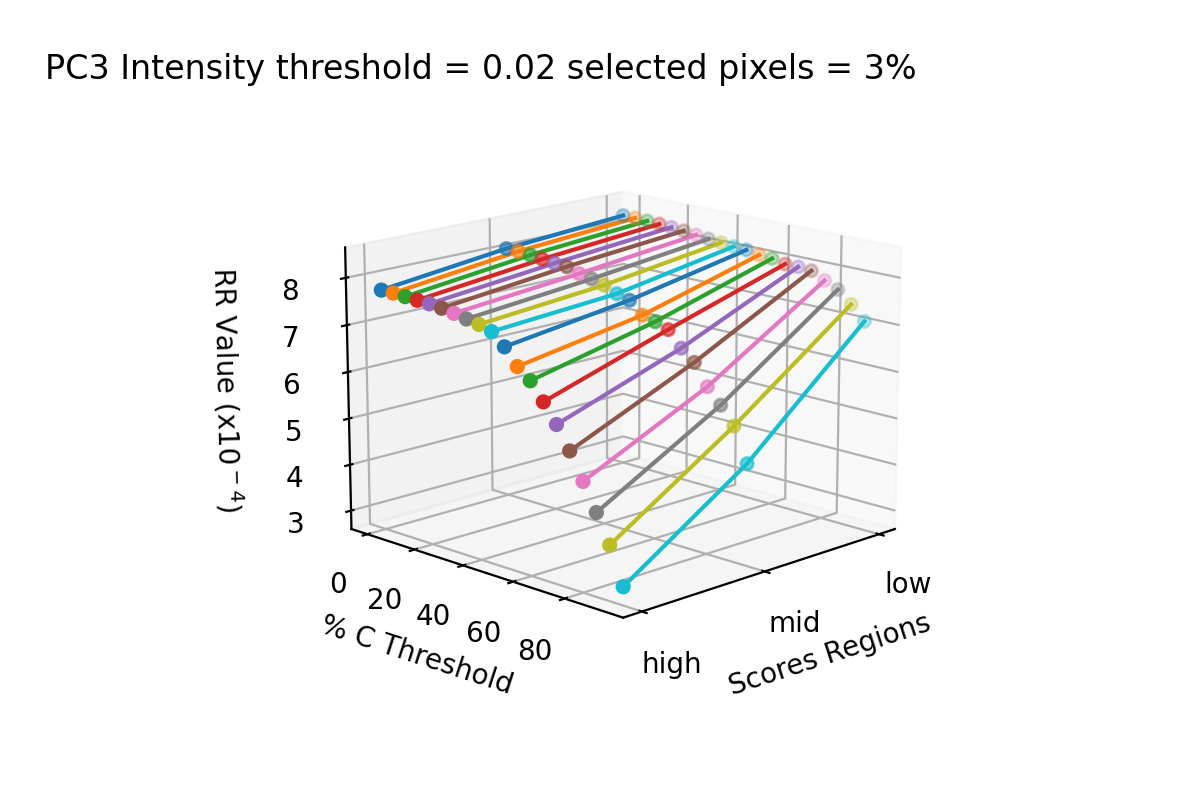 PC3 Intensity threshold = 0.02 selected pixels = 3%
RR Value (x10⁻⁴)
8
7
6
5
4
3
0
20
40
60
80
% C Threshold
high
mid
low
Scores Regions